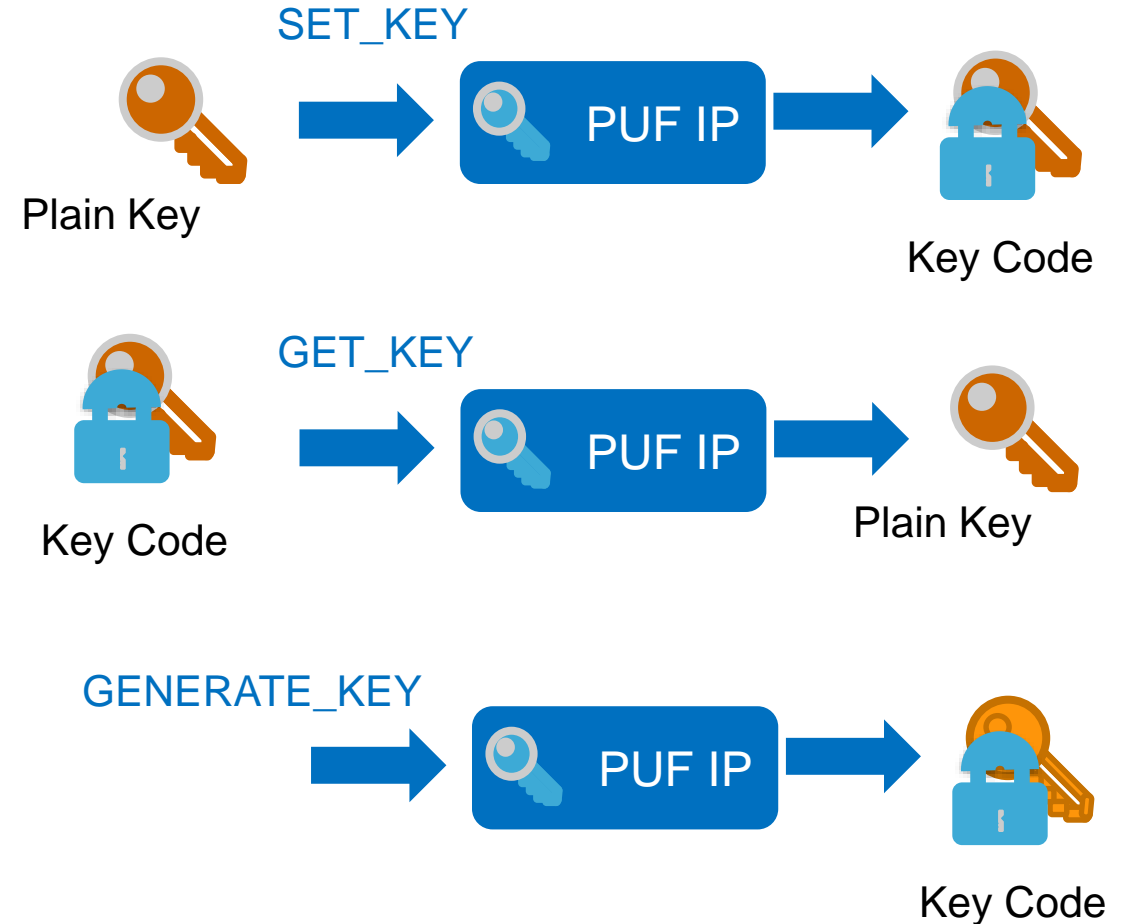 SET_KEY
PUF IP
Plain Key
Key Code
GET_KEY
PUF IP
Key Code
Plain Key
GENERATE_KEY
PUF IP
Key Code